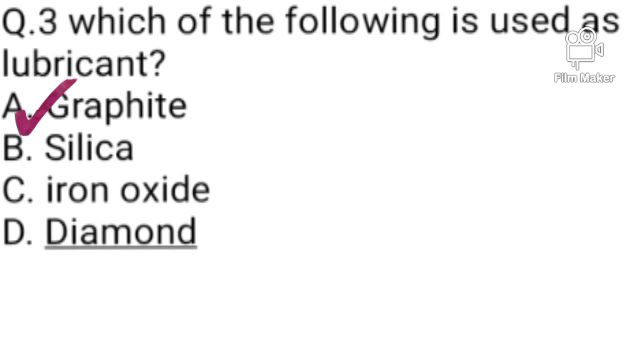 Q.3 which of the following is used as
lubricant?
Film Maker
A. Graphite
B. Silica
C. iron oxide
D. Diamond